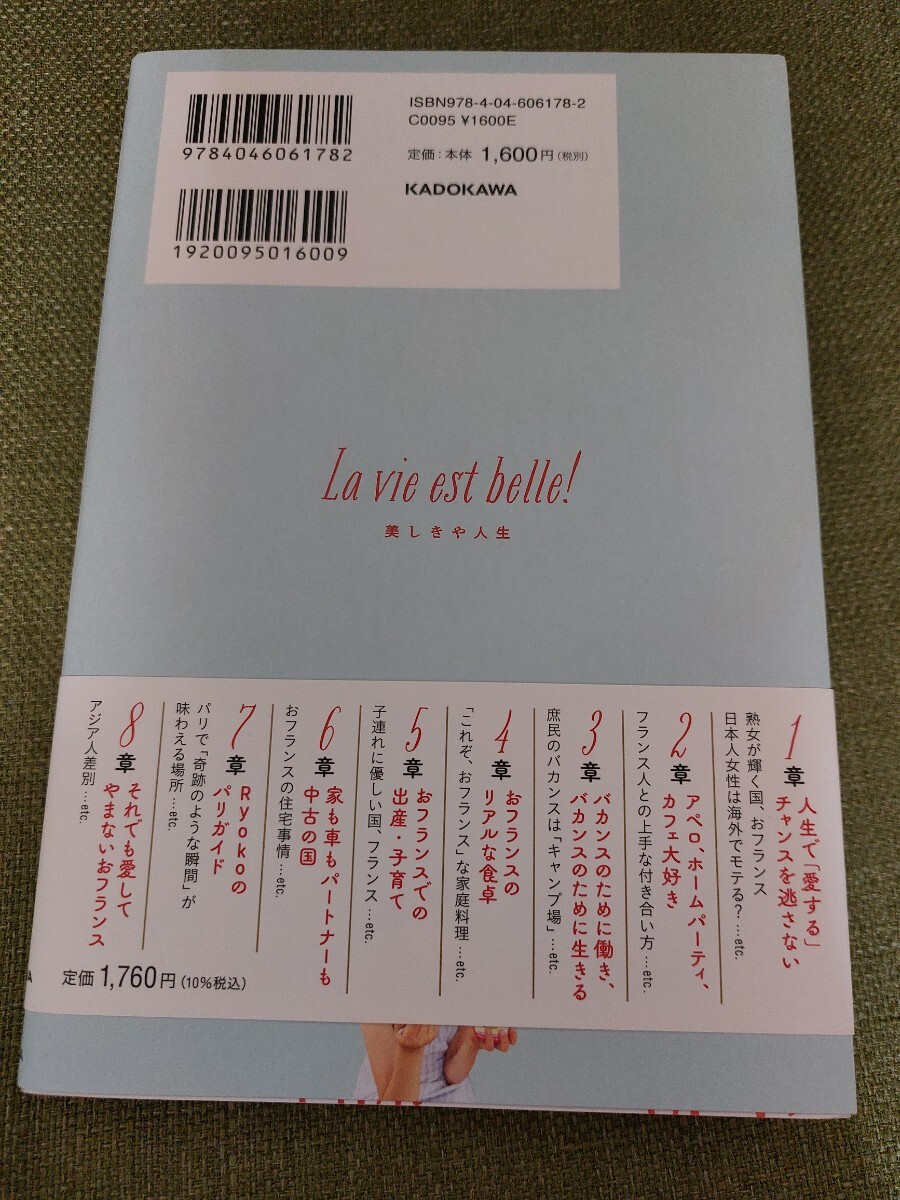 ISBN978-4-04-606178-2
C0095 ¥1600E
9784046061782
定価:本体 1,600円(税別)
KADOKAWA
1920095016009
La vie est belle!
美しきや人生
1章 人生で「愛する」
チャンスを逃さない
熟女が輝く国、おフランス
日本人女性は海外でモテる?…etc.
2章 アペロ、ホームパーティ、
カフェ大好き
フランス人との上手な付き合い方…etc.
3章 バカンスのために働き、
バカンスのために生きる
庶民のバカンスは「キャンプ場」…etc.
4章 おフランスの
リアルな食卓
「これぞ、おフランス」な家庭料理…etc.
5章 おフランスでの
出産・子育て
子連れに優しい国、フランス…etc.
6章 家も車もパートナーも
中古の国
おフランスの住宅事情…etc.
7章 Ryokoの
パリガイド
パリで「奇跡のような瞬間」が
味わえる場所…etc.
8章 それでも愛して
やまないおフランス
アジア人差別…etc.
定価 1,760円(10%税込)